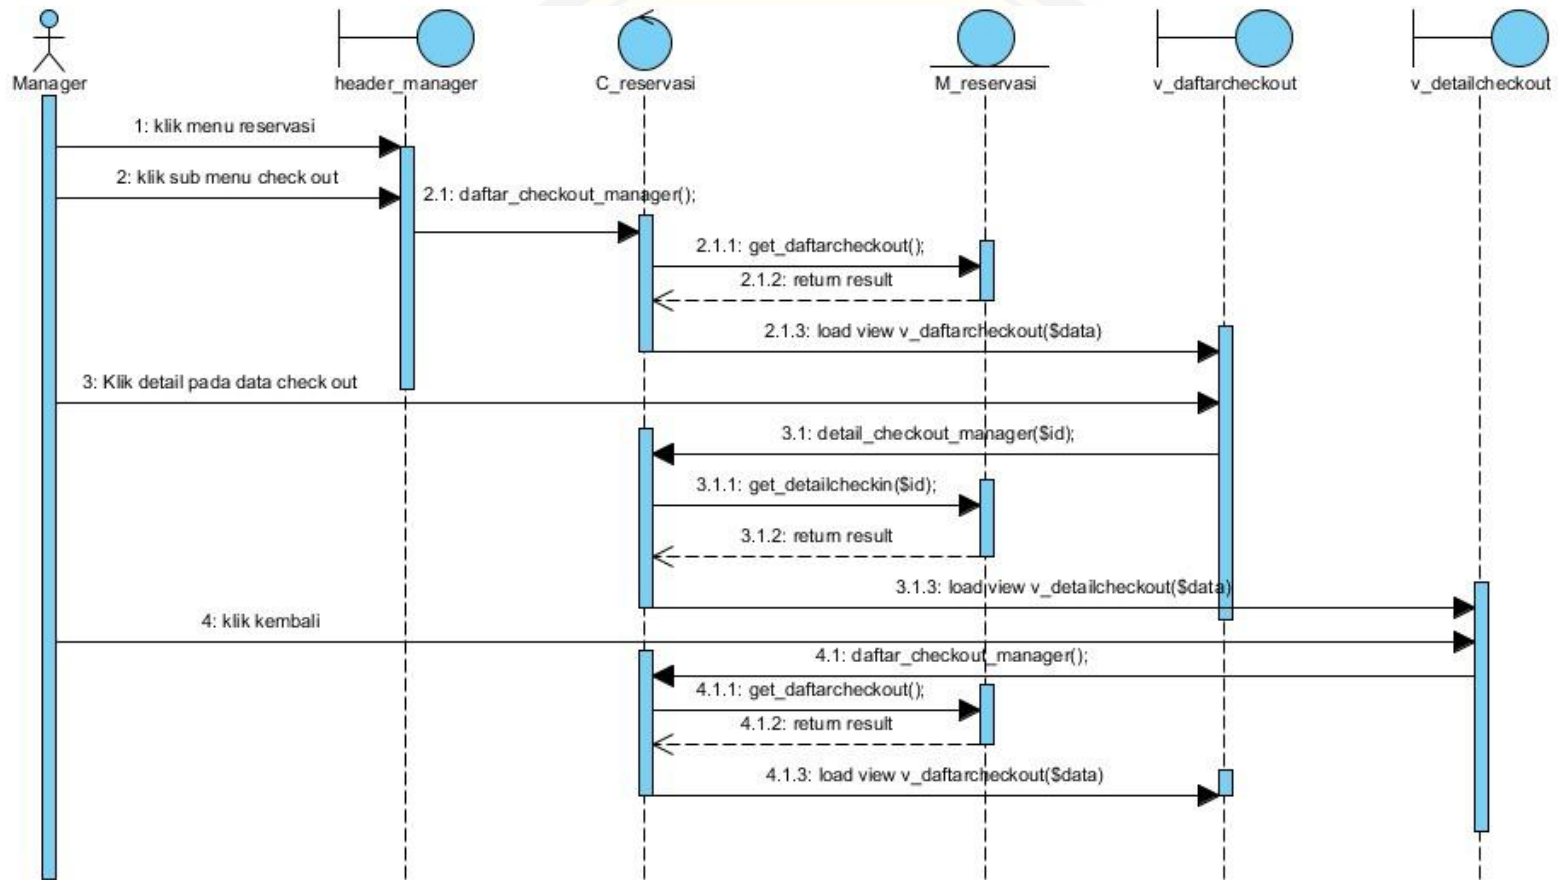 Manager
header_manager
C_reservasi
M_reservasi
v_daftarcheckout
v_detailcheckout
1: klik menu reservasi
2: klik sub menu check out
2.1: daftar_checkout_manager();
2.1.1: get_daftarcheckout();
2.1.2: return result
2.1.3: load view v_daftarcheckout($data)
3: Klik detail pada data check out
3.1: detail_checkout_manager($id);
3.1.1: get_detailcheckin($id);
3.1.2: return result
3.1.3: load view v_detailcheckout($data)
4: klik kembali
4.1: daftar_checkout_manager();
4.1.1: get_daftarcheckout();
4.1.2: return result
4.1.3: load view v_daftarcheckout($data)